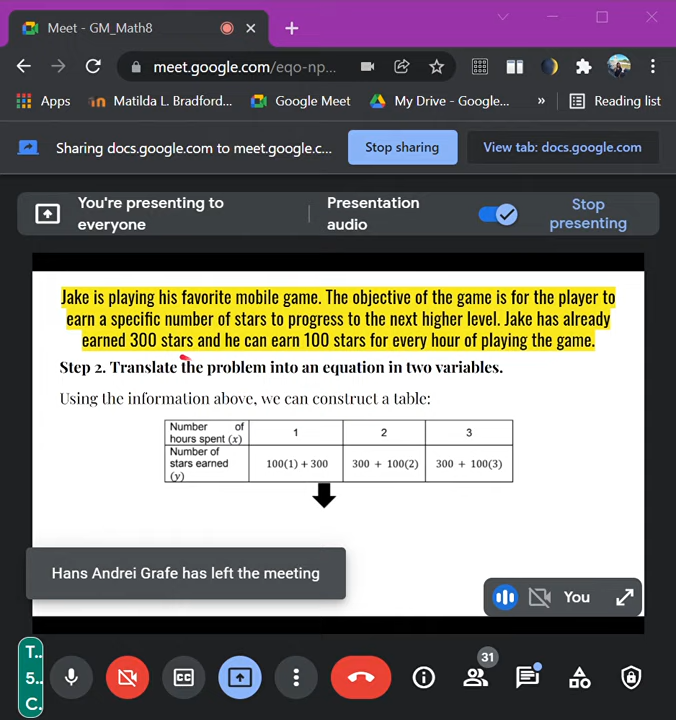 Meet - GM_Math8
meet.google.com/eqo-np...
Apps Matilda L. Bradford... Google Meet My Drive - Google... » Reading list
Sharing docs.google.com to meet.google.c... Stop sharing View tab: docs.google.com
You're presenting to
everyone
Presentation
audio
Stop
presenting
Jake is playing his favorite mobile game. The objective of the game is for the player to
earn a specific number of stars to progress to the next higher level. Jake has already
earned 300 stars and he can earn 100 stars for every hour of playing the game.
Step 2. Translate the problem into an equation in two variables.
Using the information above, we can construct a table:
Number of
hours spent (x)
1 2 3
Number of
stars earned
(y)
100(1) + 300 300 + 100(2) 300 + 100(3)
Hans Andrei Grafe has left the meeting
You
T..
5..
C.
CC
31